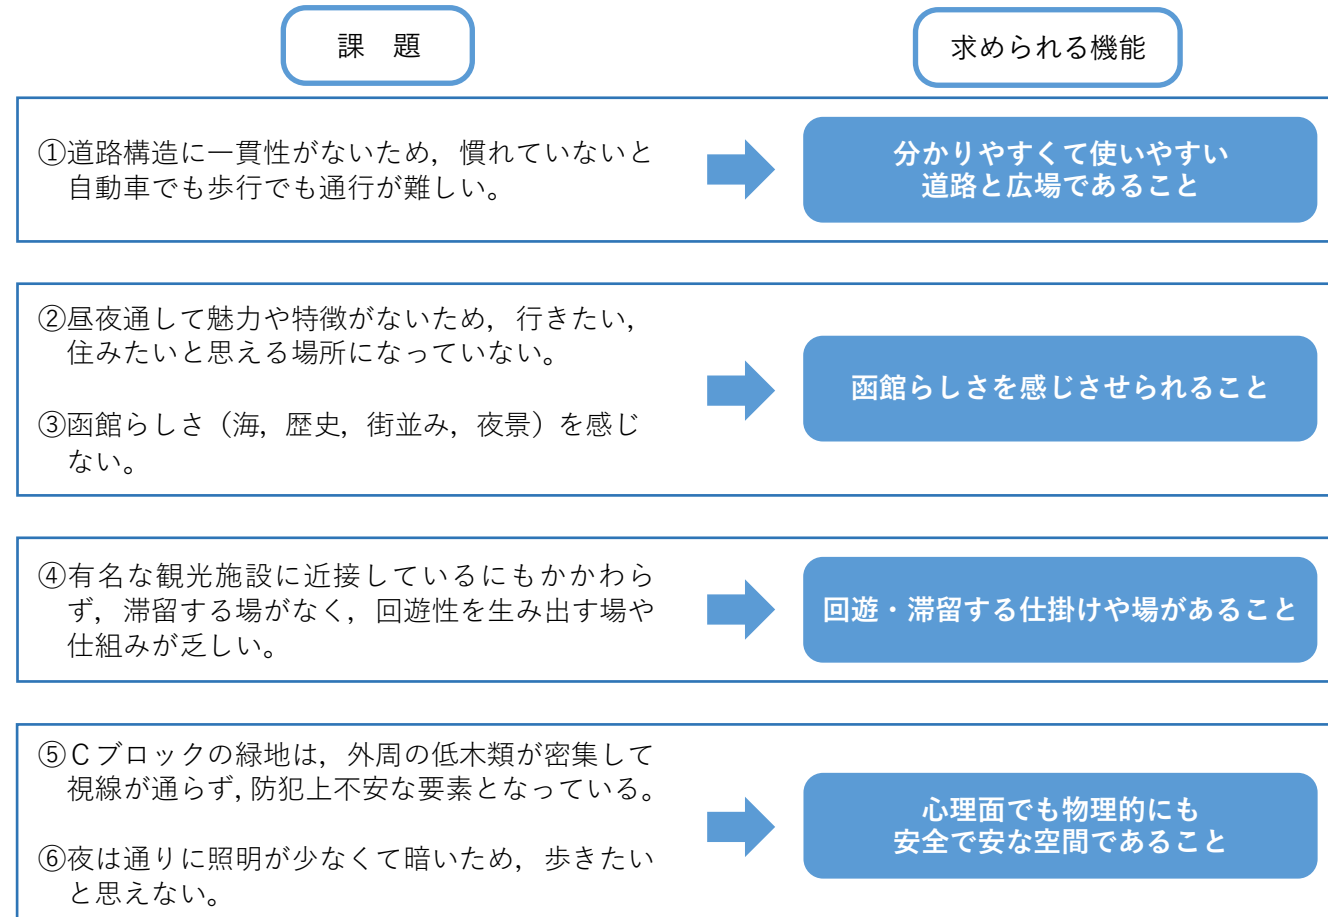 課　題
求められる機能
①道路構造に一貫性がないため，慣れていないと
自動車でも歩行でも通行が難しい。
分かりやすくて使いやすい
道路と広場であること
②昼夜通して魅力や特徴がないため，行きたい，
住みたいと思える場所になっていない。
③函館らしさ（海，歴史，街並み，夜景）を感じ
ない。
函館らしさを感じさせられること
④有名な観光施設に近接しているにもかかわら
ず，滞留する場がなく，回遊性を生み出す場や
仕組みが乏しい。
回遊・滞留する仕掛けや場があること
⑤Ｃブロックの緑地は，外周の低木類が密集して
視線が通らず，防犯上不安な要素となっている。
⑥夜は通りに照明が少なくて暗いため，歩きたい
と思えない。
心理面でも物理的にも
安全で安な空間であること